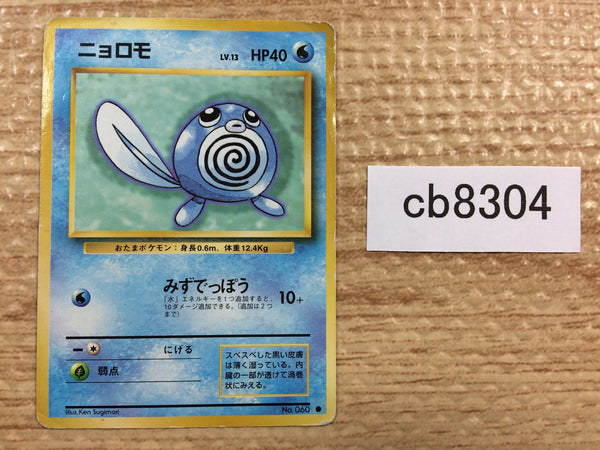 ニョロモ LV.13 HP40
おたまポケモン：身長0.6m、体重12.4Kg
みずでっぽう 10+
「水」エネルギーを1つ追加すると、
10ダメージ追加できる。（追加は2つ
まで）
にげる
弱点
スベスベした黒い皮膚
は薄く湿っている。内
臓の一部が透けて渦巻
状にみえる。
Illus. Ken Sugimori
No. 060
cb8304